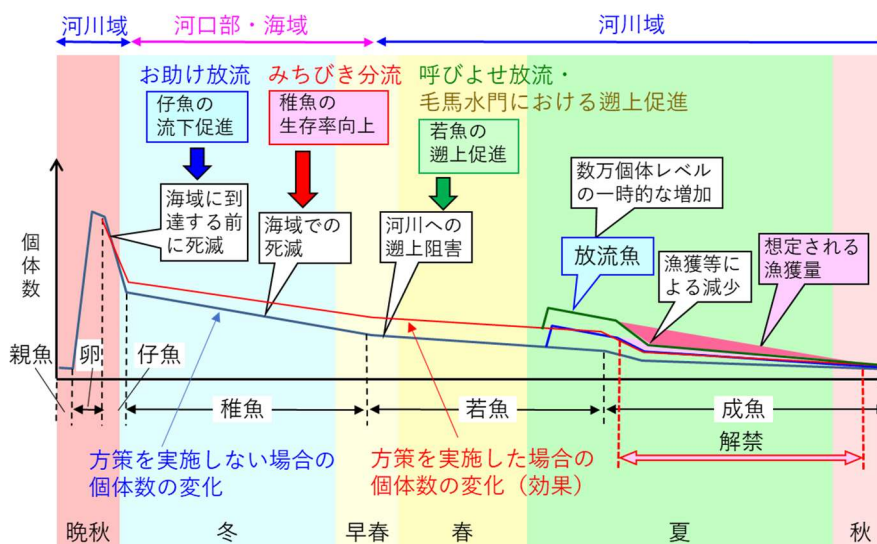 河川域
河口部・海域
河川域
お助け放流
みちびき分流
呼びよせ放流・
毛馬水門における遡上促進
仔魚の
流下促進
稚魚の
生存率向上
若魚の
遡上促進
数万個体レベル
の一時的な増加
個体数
海域に到
達する前
に死滅
海域での
死滅
河川への
遡上阻害
放流魚
漁獲等に
よる減少
想定される
漁獲量
親魚
卵
仔魚
稚魚
若魚
成魚
解禁
方策を実施しない場合の
個体数の変化
方策を実施した場合の
個体数の変化（効果）
晩秋
冬
早春
春
夏
秋